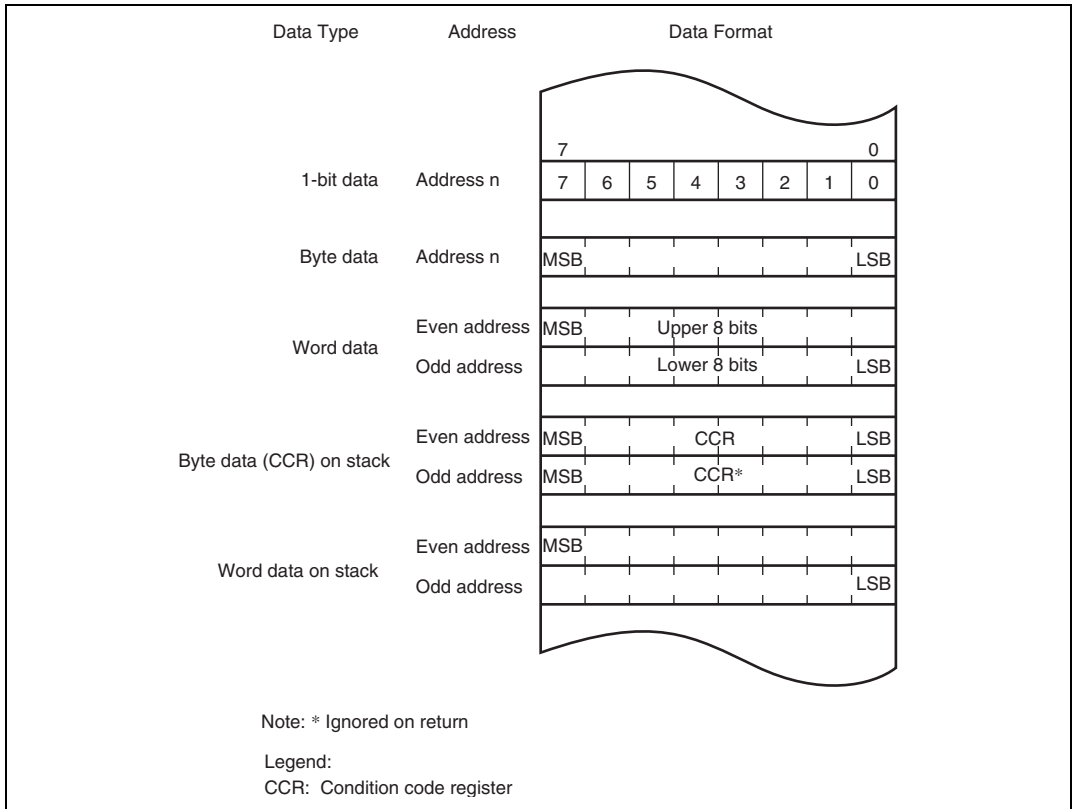 Data Type Address Data Format
7 0
1-bit data Address n 7 6 5 4 3 2 1 0
Byte data Address n MSB LSB
Even address MSB Upper 8 bits
Word data
Odd address Lower 8 bits LSB
Even address MSB CCR LSB
Byte data (CCR) on stack
Odd address MSB CCR* LSB
Even address MSB
Word data on stack
Odd address LSB
Note: * Ignored on return
Legend:
CCR: Condition code register